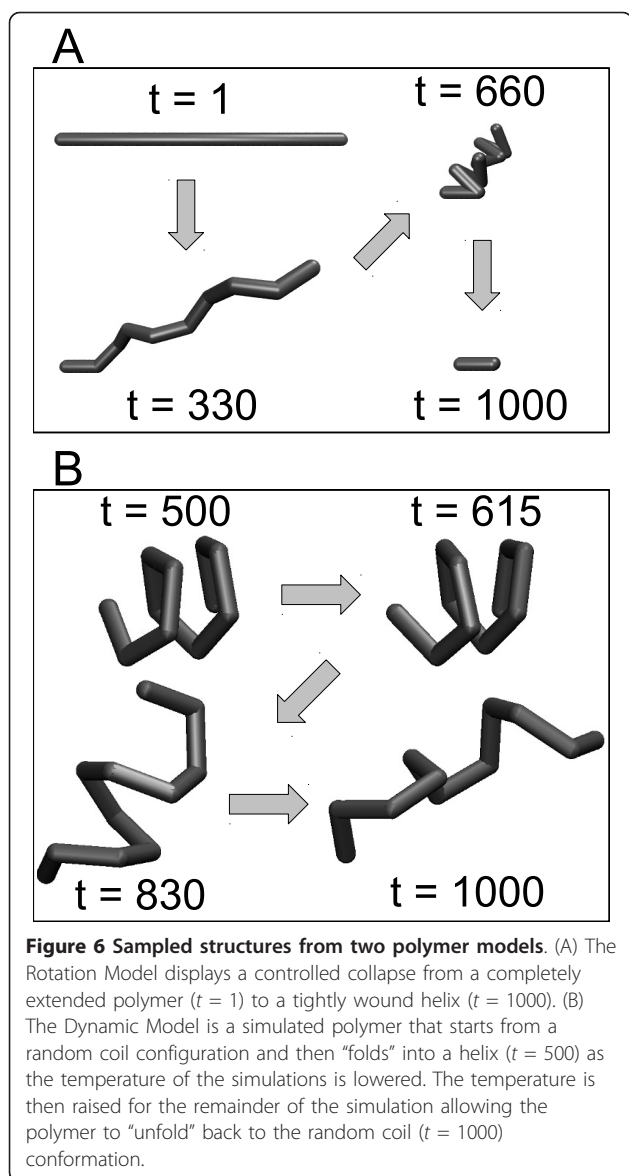 A
t = 1
t = 660
t = 330
t = 1000
B
t = 500
t = 615
t = 830
t = 1000
Figure 6 Sampled structures from two polymer models. (A) The
Rotation Model displays a controlled collapse from a completely
extended polymer (t = 1) to a tightly wound helix (t = 1000). (B)
The Dynamic Model is a simulated polymer that starts from a
random coil configuration and then “folds” into a helix (t = 500) as
the temperature of the simulations is lowered. The temperature is
then raised for the remainder of the simulation allowing the
polymer to “unfold” back to the random coil (t = 1000)
conformation.